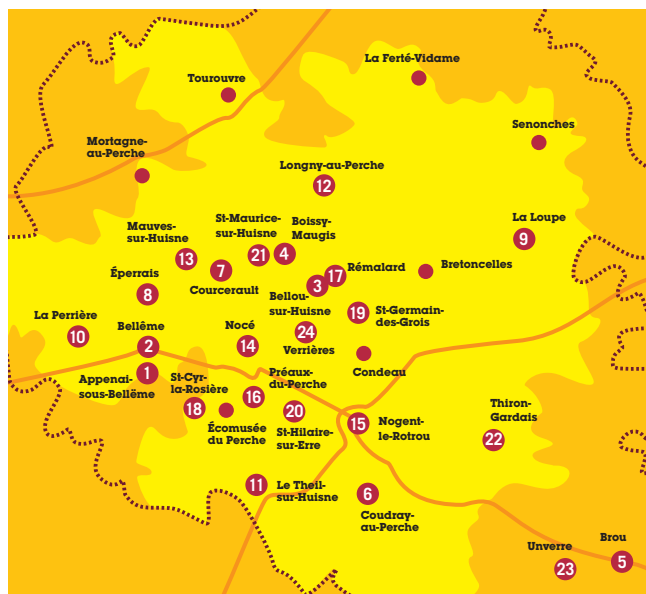 La Ferté-Vidame
Tourouvre
Senonches
Mortagne-
au-Perche
Longny-au-Perche
12
St-Maurice-
sur-Huisne
21
Boissy-
Maugis
4
La Loupe
9
Mauves-
sur-Huisne
13
7
Courcerault
Rémalard
17
Bretoncelles
Éperrais
8
3
Bellou-
sur-Huisne
La Perrière
10
19
St-Germain-
des-Grois
Bellême
2
Nocé
14
24
Verrières
Condeau
1
Appenai-
sous-Bellême
St-Cyr-
la-Rosière
18
Préaux-
du-Perche
16
Écomusée
du Perche
20
St-Hilaire-
sur-Erre
15
Nogent-
le-Rotrou
Thiron-
Gardais
22
11
Le Theil-
sur-Huisne
6
Coudray-
au-Perche
Unverre
23
Brou
5